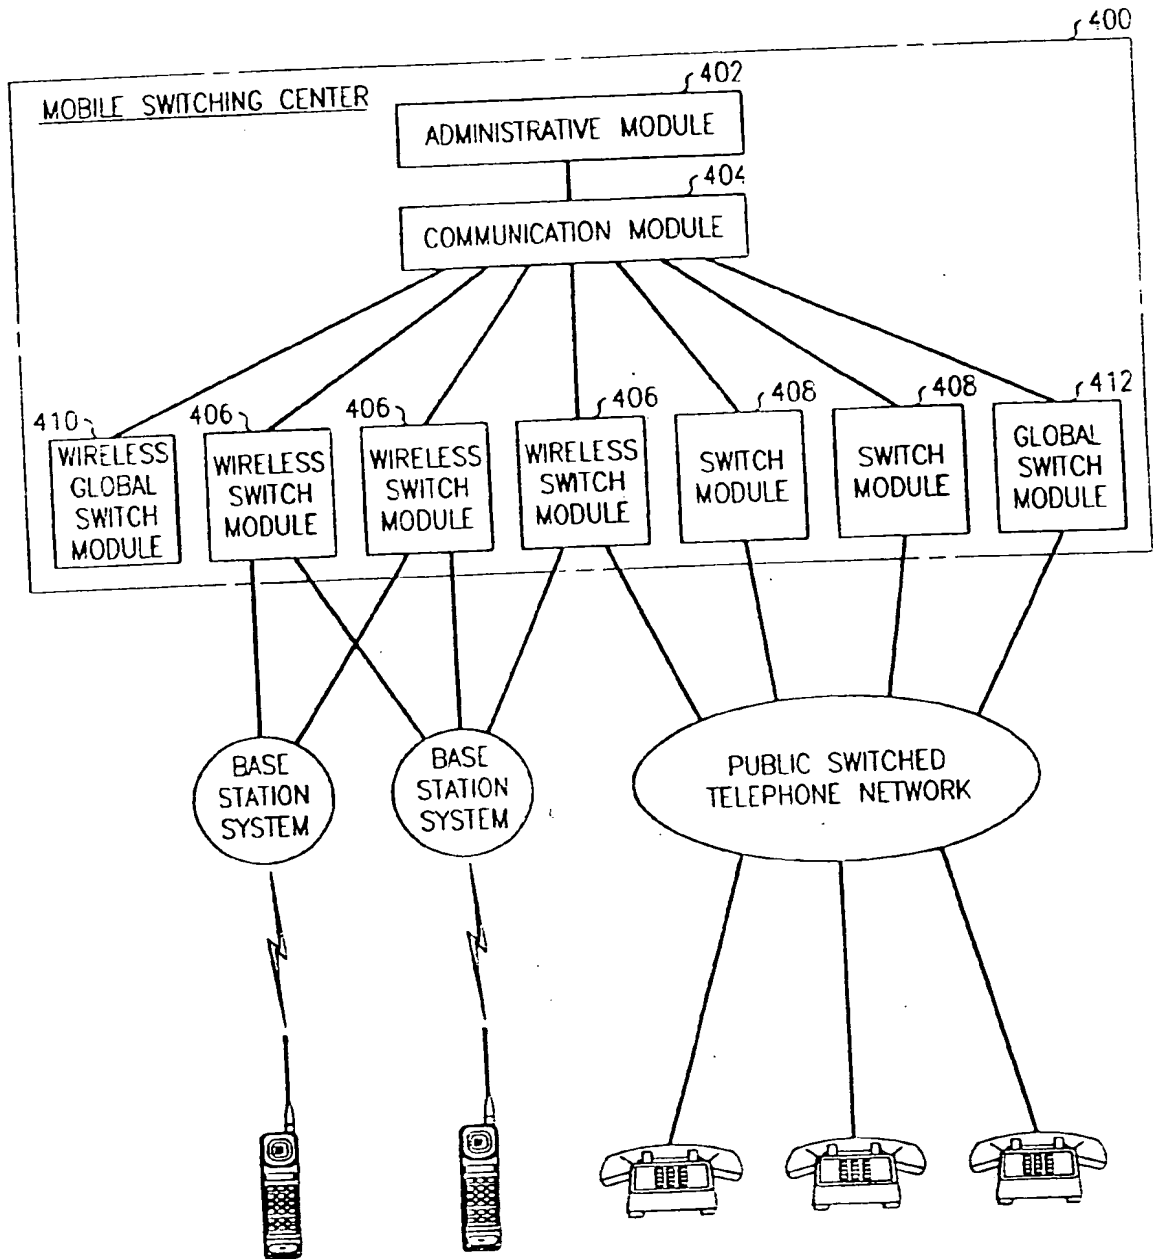 400
MOBILE SWITCHING CENTER
402
ADMINISTRATIVE MODULE
404
COMMUNICATION MODULE
410
WIRELESS
GLOBAL
SWITCH
MODULE
406
WIRELESS
SWITCH
MODULE
406
WIRELESS
SWITCH
MODULE
406
WIRELESS
SWITCH
MODULE
408
SWITCH
MODULE
408
SWITCH
MODULE
412
GLOBAL
SWITCH
MODULE
BASE
STATION
SYSTEM
BASE
STATION
SYSTEM
PUBLIC SWITCHED
TELEPHONE NETWORK